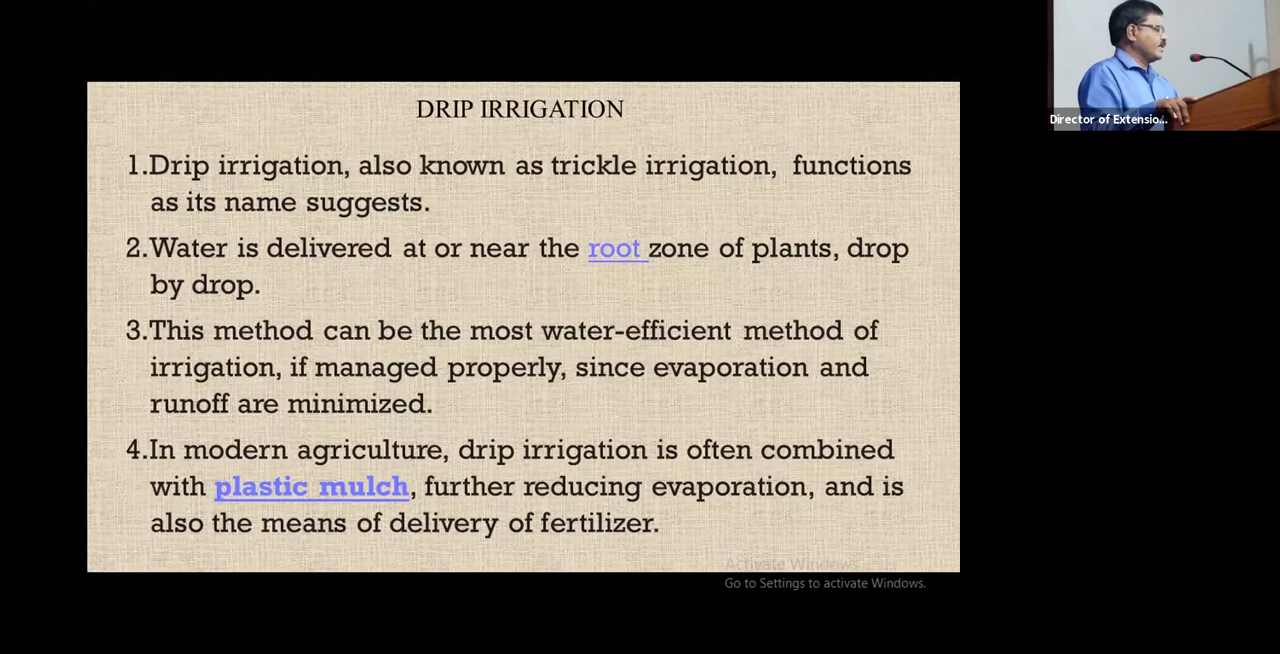 DRIP IRRIGATION
1.Drip irrigation, also known as trickle irrigation, functions
as its name suggests.
2.Water is delivered at or near the root zone of plants, drop
by drop.
3.This method can be the most water-efficient method of
irrigation, if managed properly, since evaporation and
runoff are minimized.
4.In modern agriculture, drip irrigation is often combined
with plastic mulch, further reducing evaporation, and is
also the means of delivery of fertilizer.
Activate Windows
Go to Settings to activate Windows.
Director of Extensio...